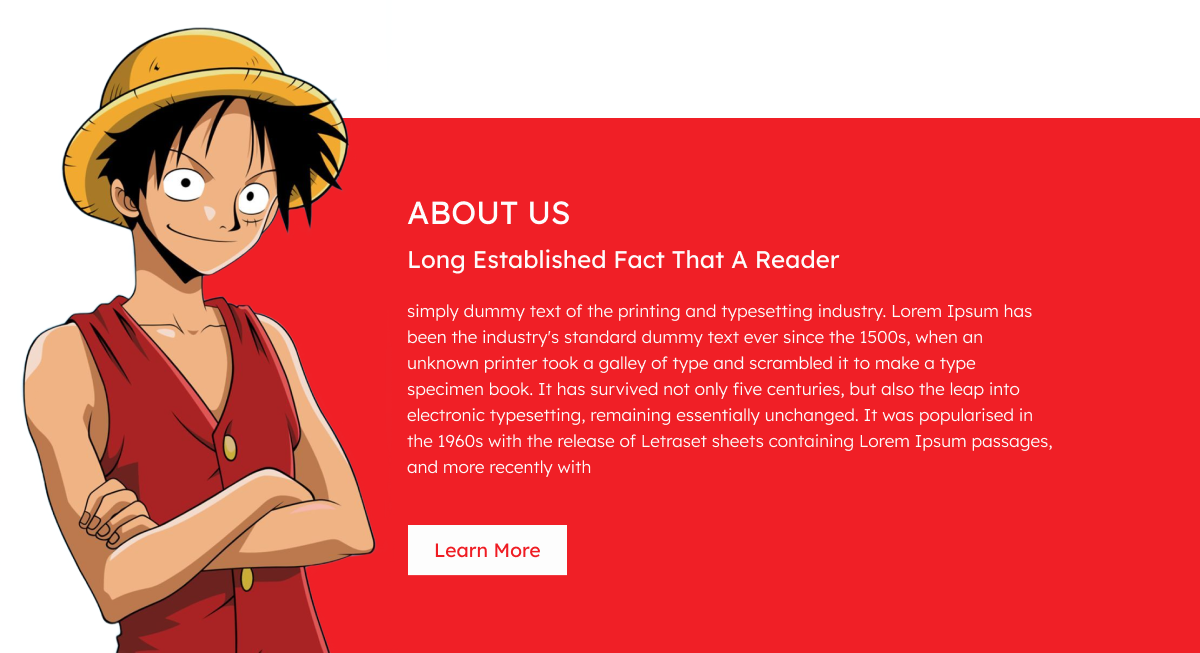 ABOUT US
Long Established Fact That A Reader
simply dummy text of the printing and typesetting industry. Lorem Ipsum has
been the industry's standard dummy text ever since the 1500s, when an
unknown printer took a galley of type and scrambled it to make a type
specimen book. It has survived not only five centuries, but also the leap into
electronic typesetting, remaining essentially unchanged. It was popularised in
the 1960s with the release of Letraset sheets containing Lorem Ipsum passages,
and more recently with
Learn More